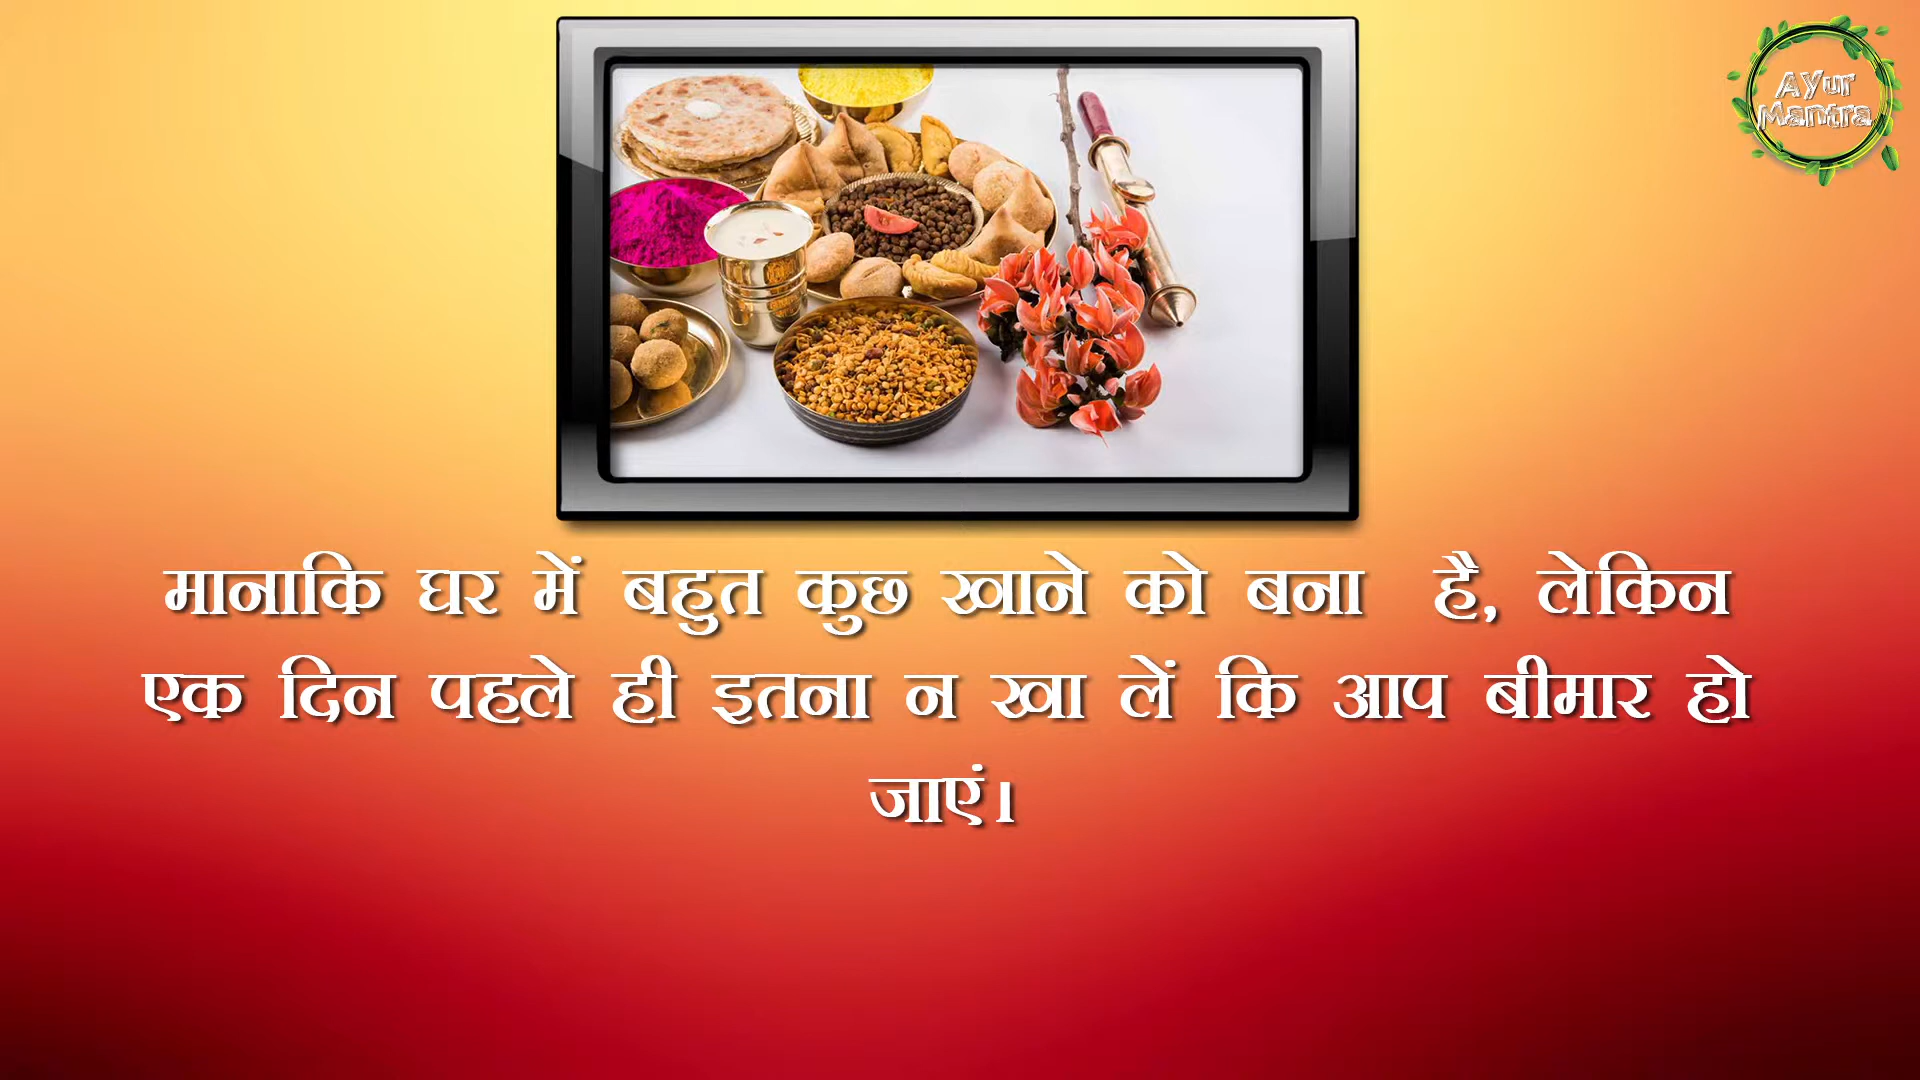 AYur
Mantra
मानाकि घर में बहुत कुछ खाने को बना है, लेकिन
एक दिन पहले ही इतना न खा लें कि आप बीमार हो
जाएं।